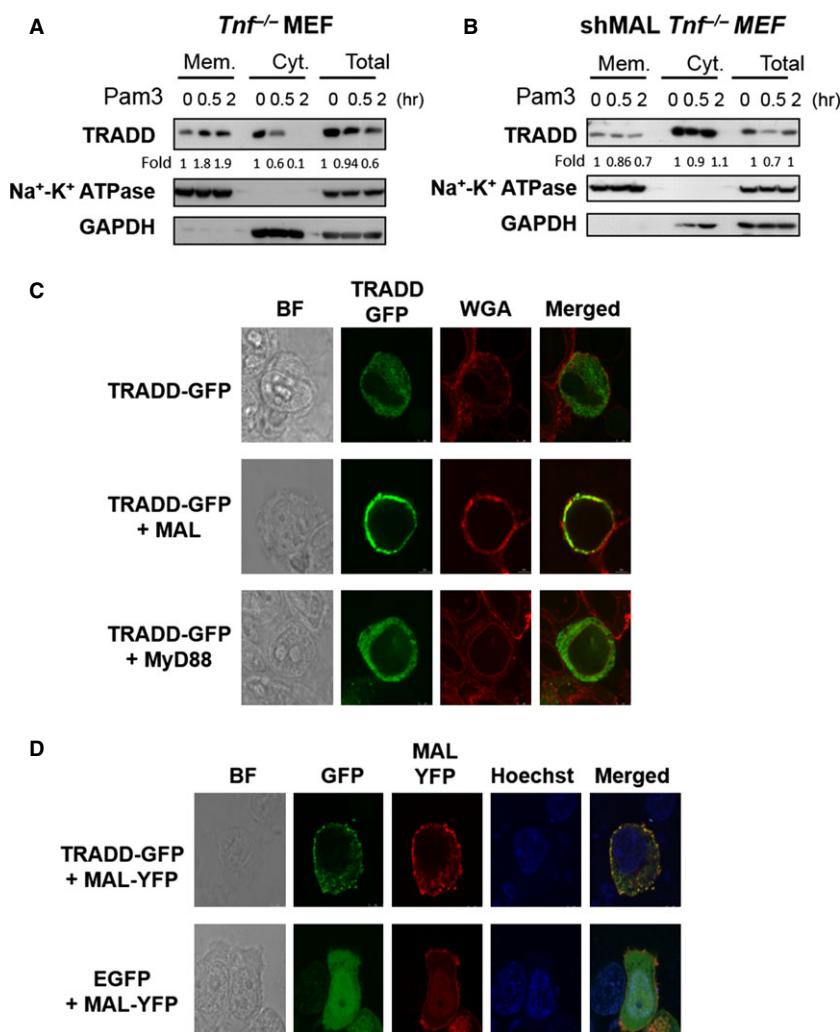 A
Tnf–/– MEF
Mem. Cyt. Total
Pam3 0 0.5 2 0 0.5 2 0 0.5 2 (hr)
TRADD
Fold 1 1.8 1.9 1 0.6 0.1 1 0.94 0.6
Na+-K+ ATPase
GAPDH
B
shMAL Tnf–/– MEF
Mem. Cyt. Total
Pam3 0 0.5 2 0 0.5 2 0 0.5 2 (hr)
TRADD
Fold 1 0.86 0.7 1 0.9 1.1 1 0.7 1
Na+-K+ ATPase
GAPDH
C
BF TRADD GFP WGA Merged
TRADD-GFP
TRADD-GFP
+ MAL
TRADD-GFP
+ MyD88
D
BF GFP MAL YFP Hoechst Merged
TRADD-GFP
+ MAL-YFP
EGFP
+ MAL-YFP